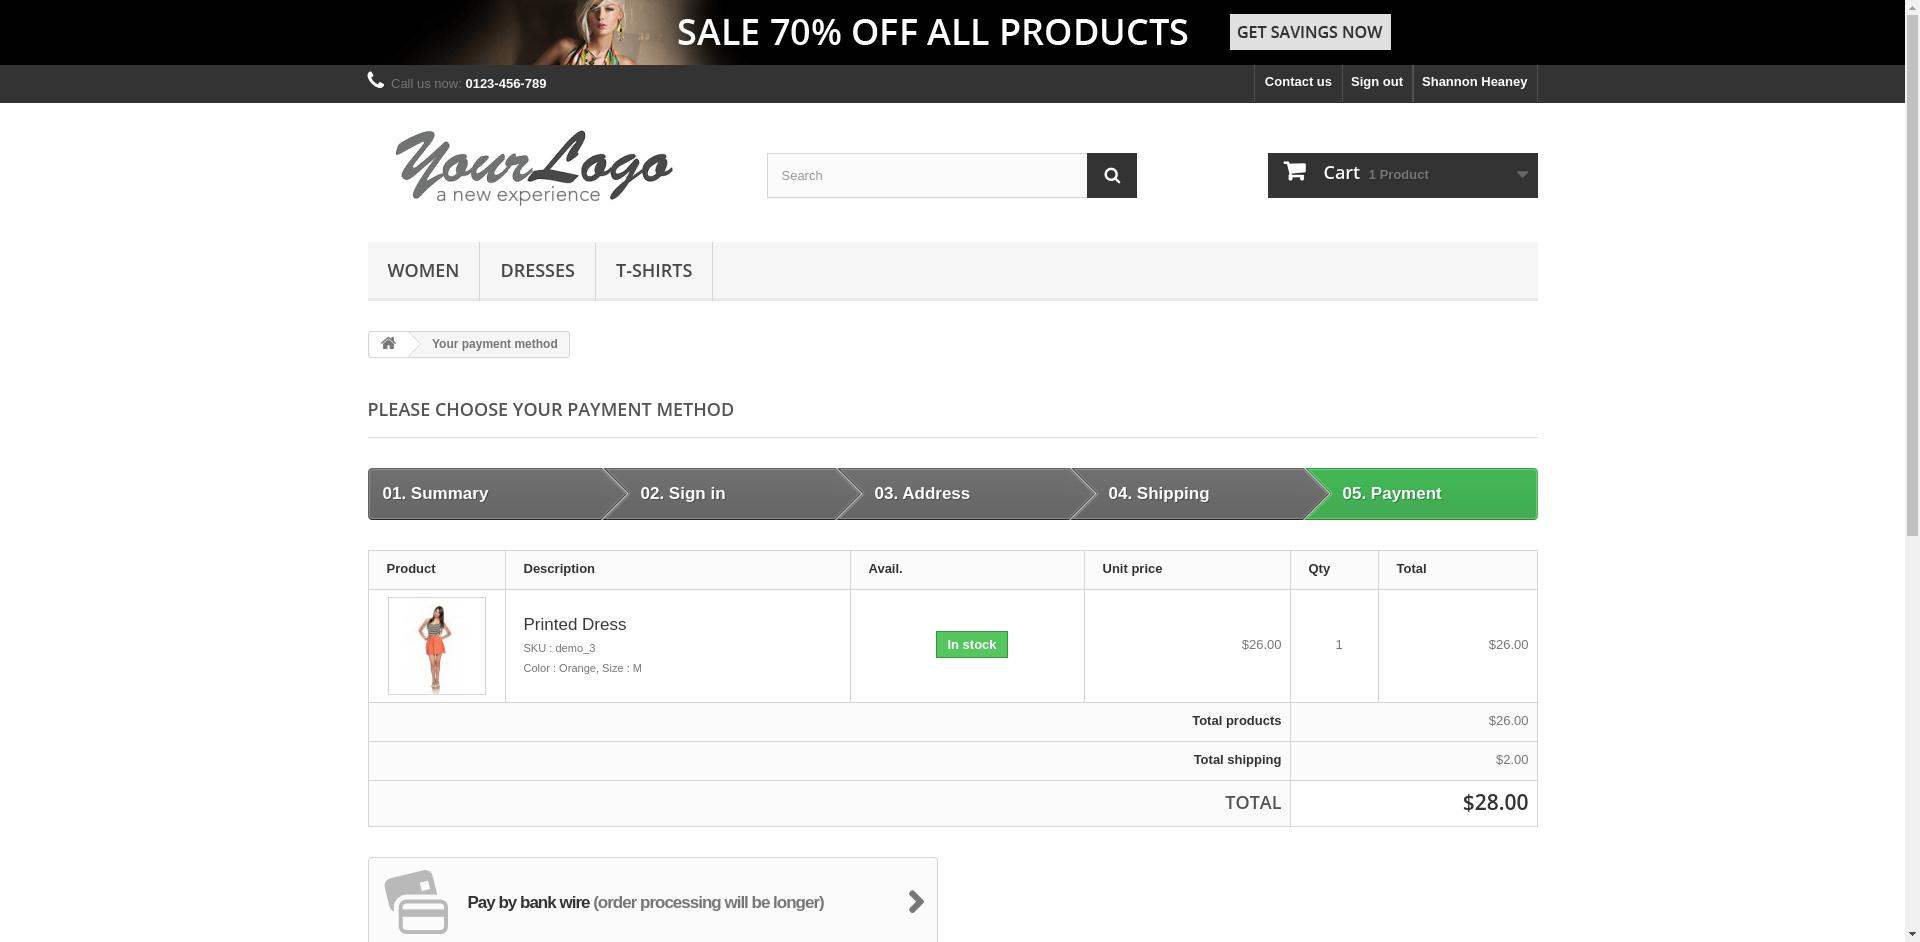 SALE 70% OFF ALL PRODUCTS
GET SAVINGS NOW
Call us now: 0123-456-789
Contact us
Sign out
Shannon Heaney
Your Logo
a new experience
Search
Cart 1 Product
WOMEN
DRESSES
T-SHIRTS
Your payment method
PLEASE CHOOSE YOUR PAYMENT METHOD
01. Summary
02. Sign in
03. Address
04. Shipping
05. Payment
Product
Description
Avail.
Unit price
Qty
Total
Printed Dress
SKU : demo_3
Color : Orange, Size : M
In stock
$26.00
1
$26.00
Total products
$26.00
Total shipping
$2.00
TOTAL
$28.00
Pay by bank wire (order processing will be longer)